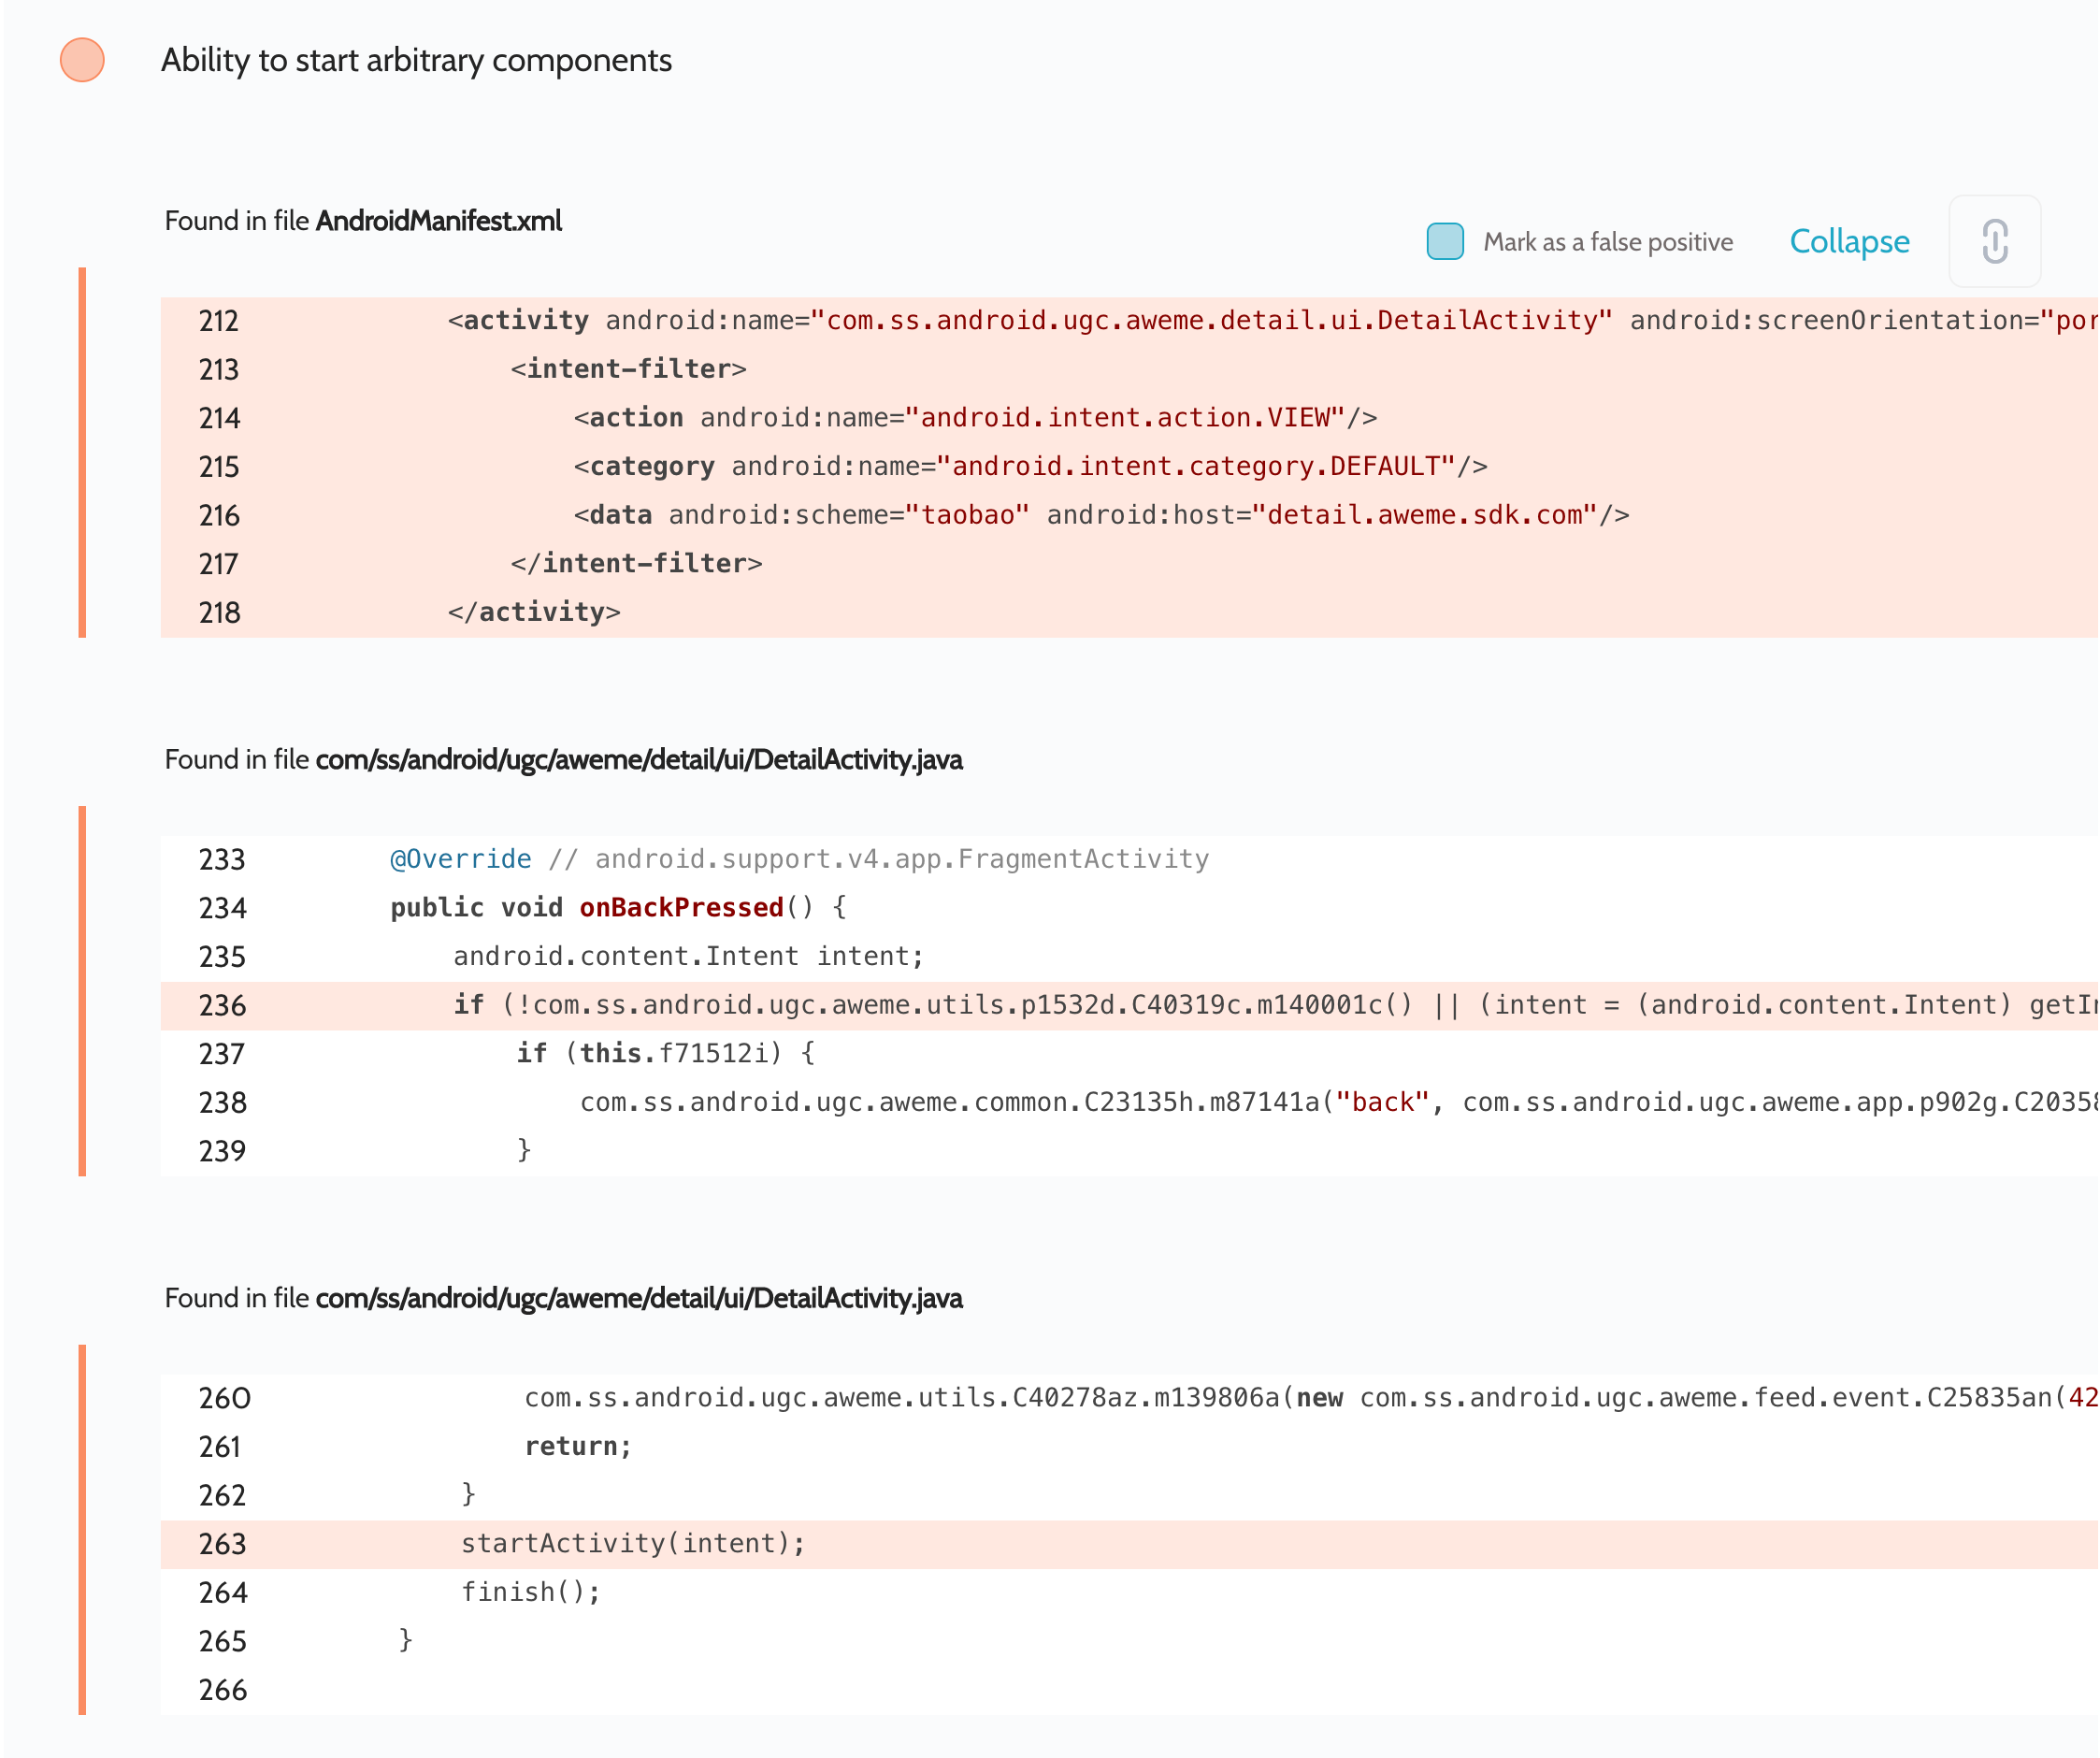 Ability to start arbitrary components
Found in file AndroidManifest.xml
Mark as a false positive
Collapse
212 <activity android:name="com.ss.android.ugc.aweme.detail.ui.DetailActivity" android:screenOrientation="por
213 <intent-filter>
214 <action android:name="android.intent.action.VIEW"/>
215 <category android:name="android.intent.category.DEFAULT"/>
216 <data android:scheme="taobao" android:host="detail.aweme.sdk.com"/>
217 </intent-filter>
218 </activity>
Found in file com/ss/android/ugc/aweme/detail/ui/DetailActivity.java
233 @Override // android.support.v4.app.FragmentActivity
234 public void onBackPressed() {
235 android.content.Intent intent;
236 if (!com.ss.android.ugc.aweme.utils.p1532d.C40319c.m140001c() || (intent = (android.content.Intent) getI
237 if (this.f71512i) {
238 com.ss.android.ugc.aweme.common.C23135h.m87141a("back", com.ss.android.ugc.aweme.app.p902g.C20358
239 }
Found in file com/ss/android/ugc/aweme/detail/ui/DetailActivity.java
260 com.ss.android.ugc.aweme.utils.C40278az.m139806a(new com.ss.android.ugc.aweme.feed.event.C25835an(42
261 return;
262 }
263 startActivity(intent);
264 finish();
265 }
266